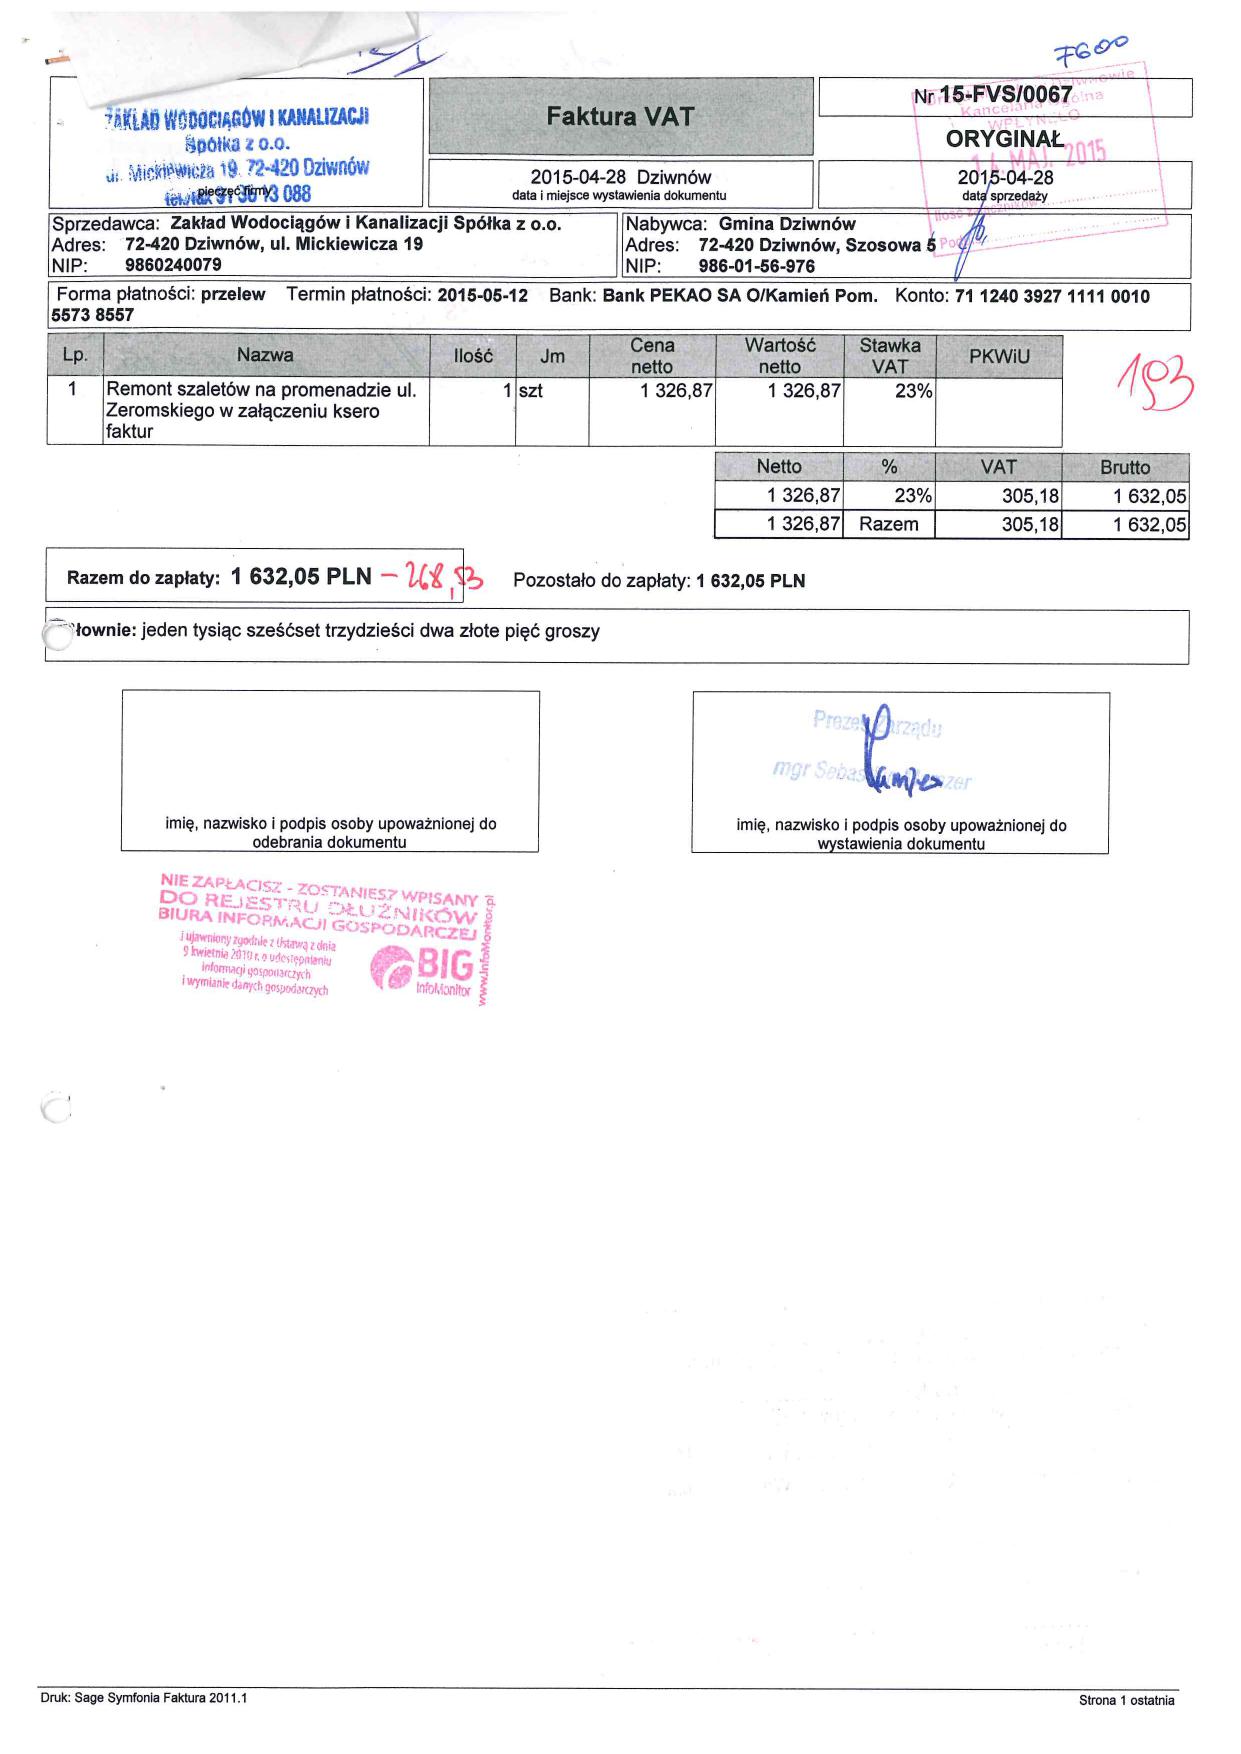 7600
ZAKŁAD WODOCIĄGÓW I KANALIZACJI
Spółka z o.o.
ul. Mickiewicza 19, 72-420 Dziwnów
pieczęć firmy
Faktura VAT
2015-04-28 Dziwnów
data i miejsce wystawienia dokumentu
Nr 15-FVS/0067
ORYGINAŁ
Kancelaria Ogólna
WPŁYNĘŁO
14 MAJ. 2015
2015-04-28
data sprzedaży
Sprzedawca: Zakład Wodociągów i Kanalizacji Spółka z o.o.
Adres: 72-420 Dziwnów, ul. Mickiewicza 19
NIP: 9860240079
Nabywca: Gmina Dziwnów
Adres: 72-420 Dziwnów, Szosowa 5
NIP: 986-01-56-976
Forma płatności: przelew Termin płatności: 2015-05-12 Bank: Bank PEKAO SA O/Kamień Pom. Konto: 71 1240 3927 1111 0010
5573 8557
Lp. Nazwa Ilość Jm Cena netto Wartość netto Stawka VAT PKWiU
1 Remont szaletów na promenadzie ul. 1 szt 1 326,87 1 326,87 23%
Zeromskiego w załączeniu ksero
faktur
193
Netto % VAT Brutto
1 326,87 23% 305,18 1 632,05
1 326,87 Razem 305,18 1 632,05
Razem do zapłaty: 1 632,05 PLN – 268,53 Pozostało do zapłaty: 1 632,05 PLN
łownie: jeden tysiąc sześćset trzydzieści dwa złote pięć groszy
Prezes Zarządu
mgr
imię, nazwisko i podpis osoby upoważnionej do
odebrania dokumentu
imię, nazwisko i podpis osoby upoważnionej do
wystawienia dokumentu
NIE ZAPŁACISZ - ZOSTANIESZ WPISANY
DO REJESTRU DŁUŻNIKÓW
BIURA INFORMACJI GOSPODARCZEJ
i ujawniony zgodnie z Ustawą z dnia
9 kwietnia 2010 r. o udostępnianiu
informacji gospodarczych
i wymianie danych gospodarczych
BIG
InfoMonitor
www.InfoMonitor.pl
Druk: Sage Symfonia Faktura 2011.1
Strona 1 ostatnia